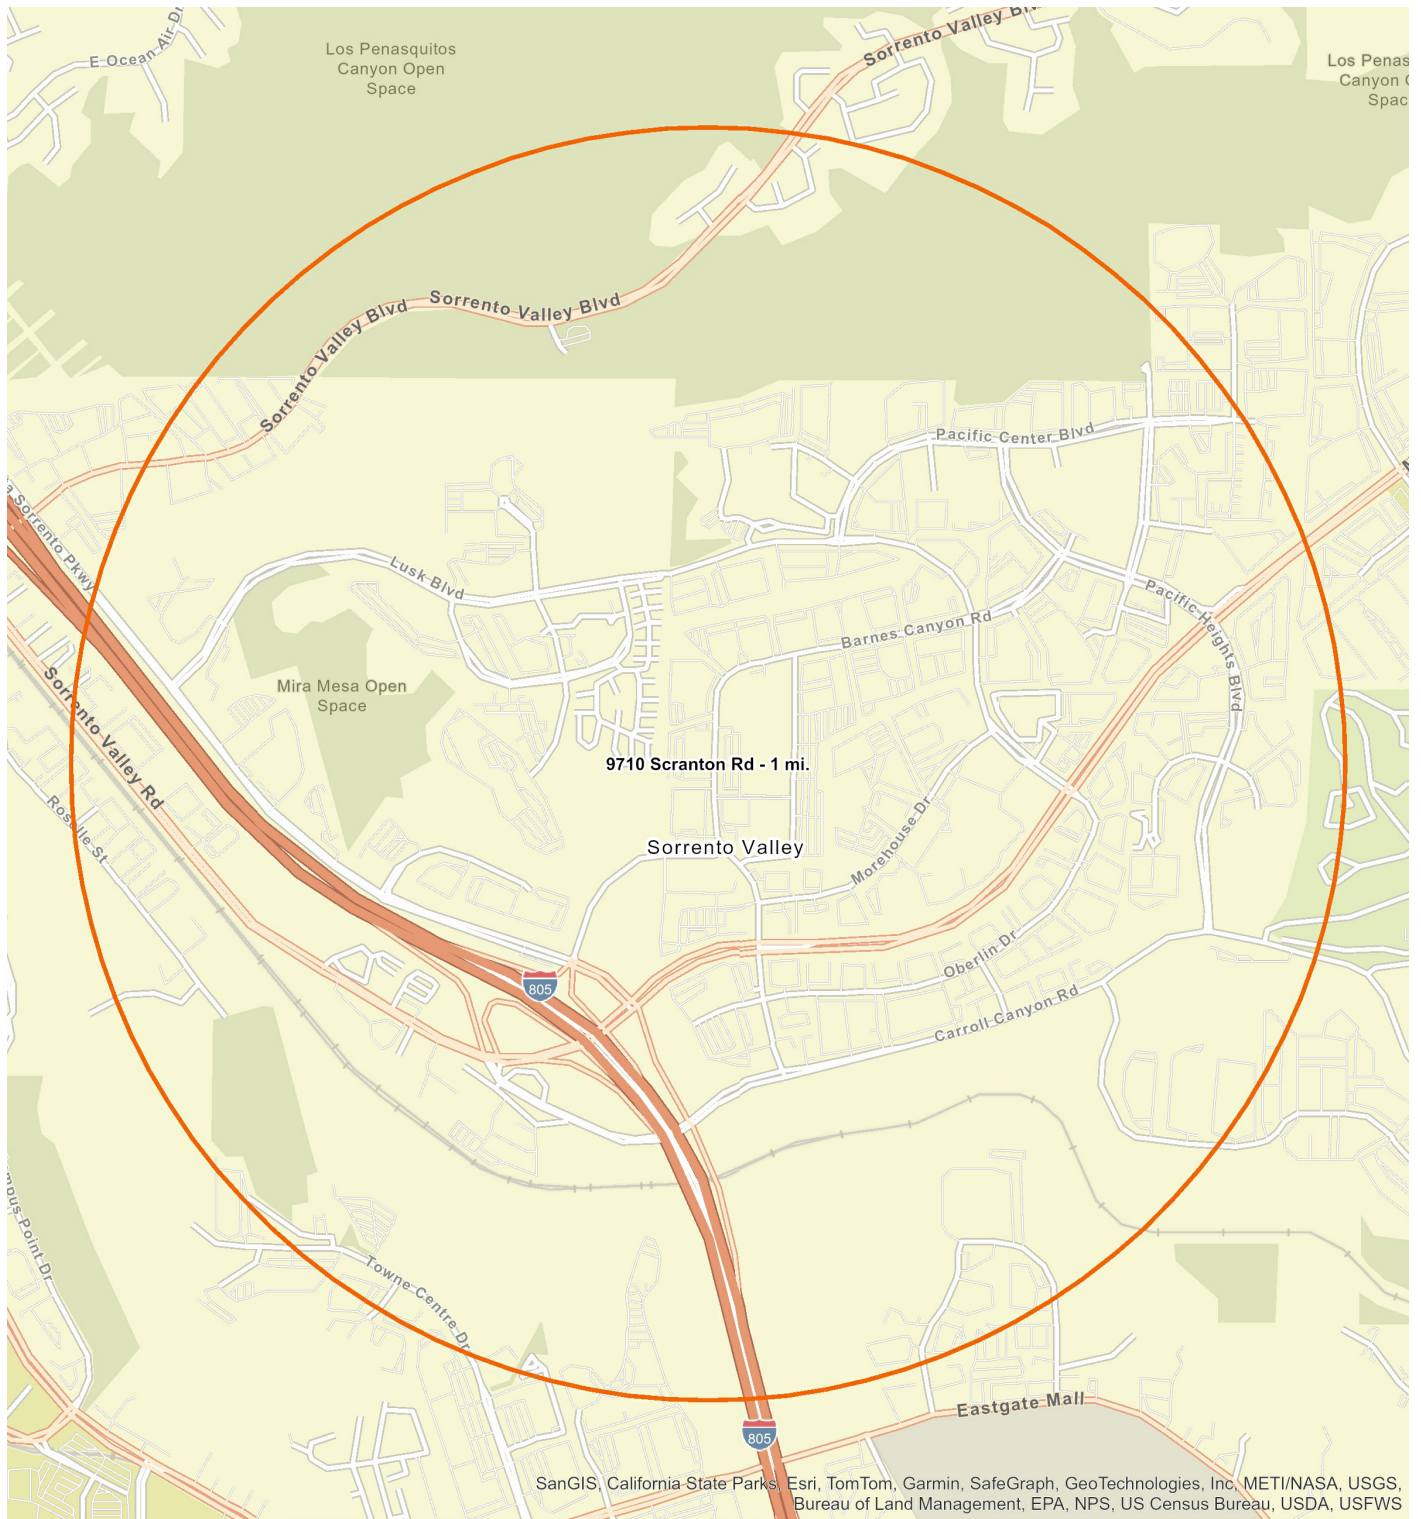 Sorrento Valley Blv
E Ocean Air Dr
Los Penasquitos
Canyon Open
Space
Los Penas
Canyon O
Spac
Sorrento Valley Blvd
Sorrento Valley Blvd
Pacific Center Blvd
a Sorrento Pkwy
Lusk Blvd
Pacific Heights Blvd
Barnes Canyon Rd
Mira Mesa Open
Space
Sorrento Valley Rd
9710 Scranton Rd - 1 mi.
Roselle St
Morehouse Dr
Sorrento Valley
Oberlin Dr
805
Carroll Canyon Rd
mpus Point Dr
Towne Centre Dr
Eastgate Mall
805
SanGIS, California State Parks, Esri, TomTom, Garmin, SafeGraph, GeoTechnologies, Inc, METI/NASA, USGS,
Bureau of Land Management, EPA, NPS, US Census Bureau, USDA, USFWS